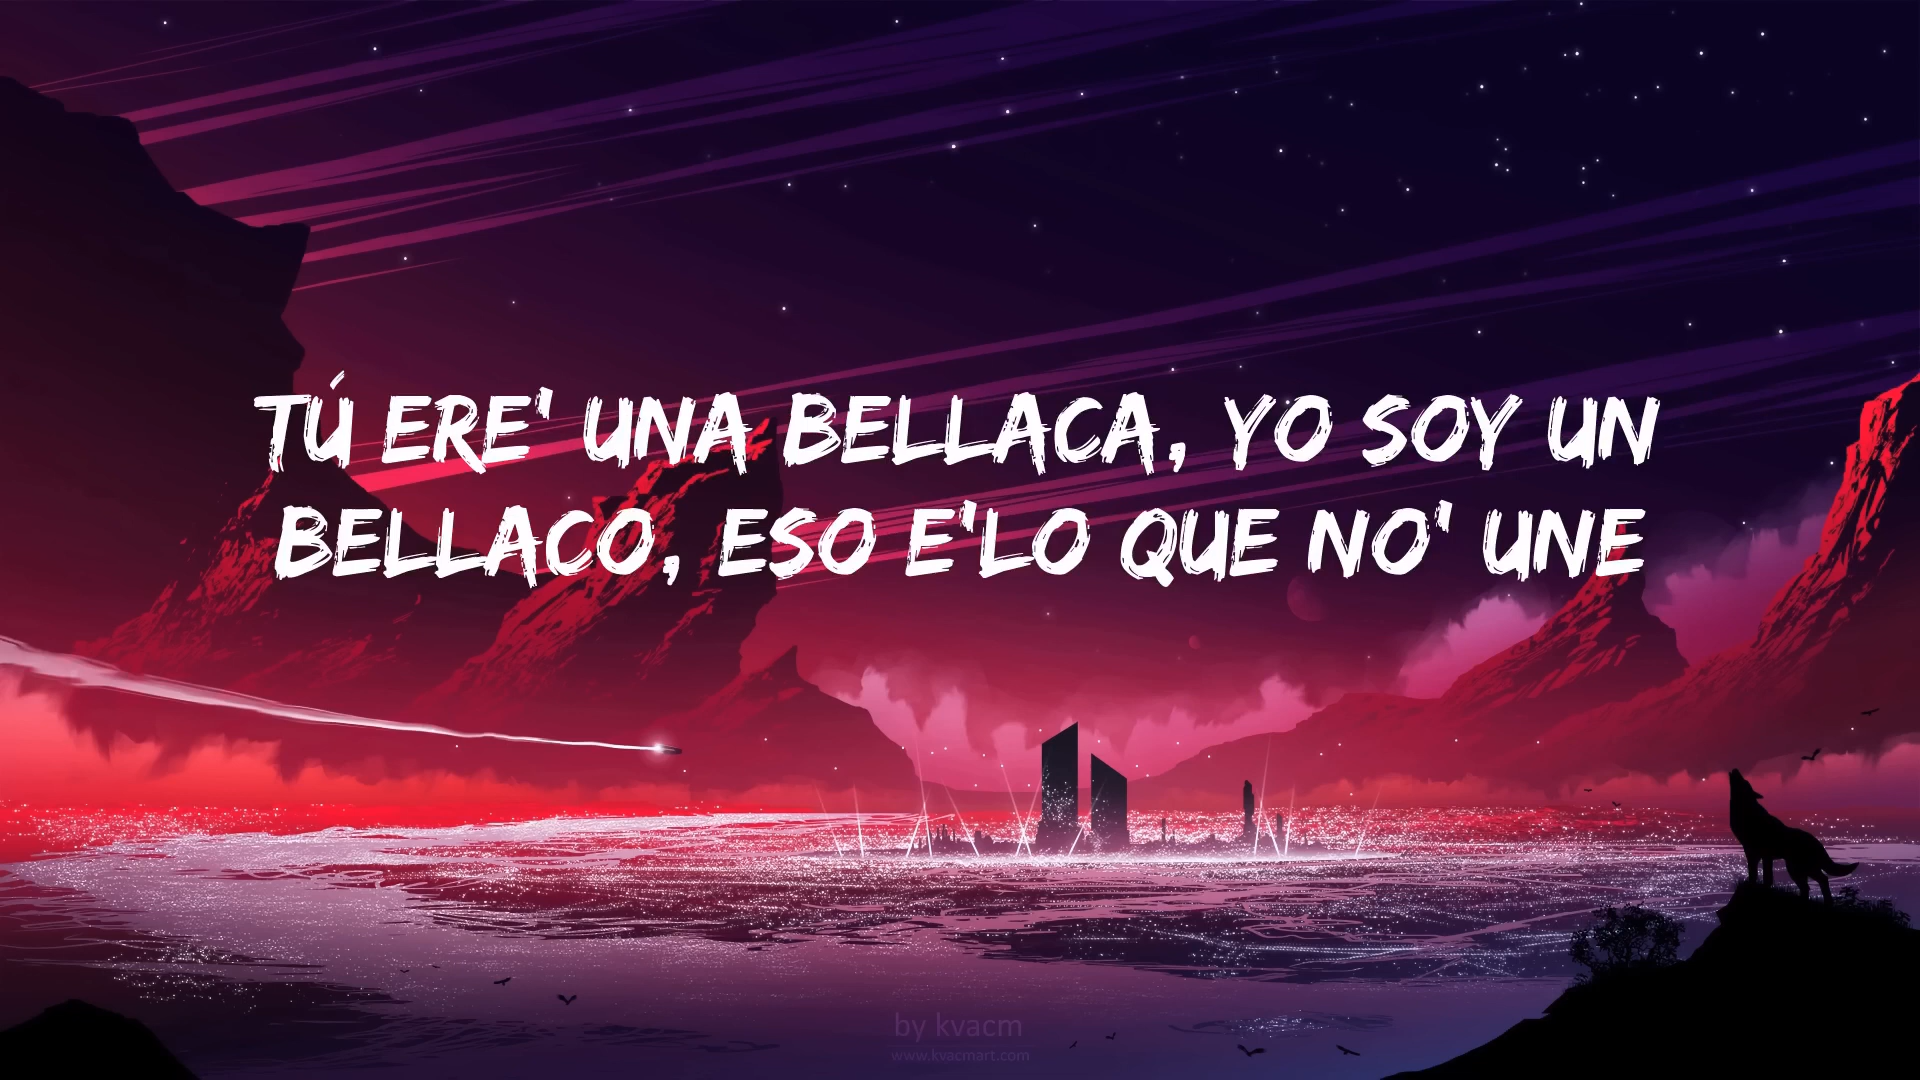 TÚ ERE' UNA BELLACA, YO SOY UN
BELLACO, ESO E'LO QUE NO' UNE
by kvacm
www.kvacmart.com